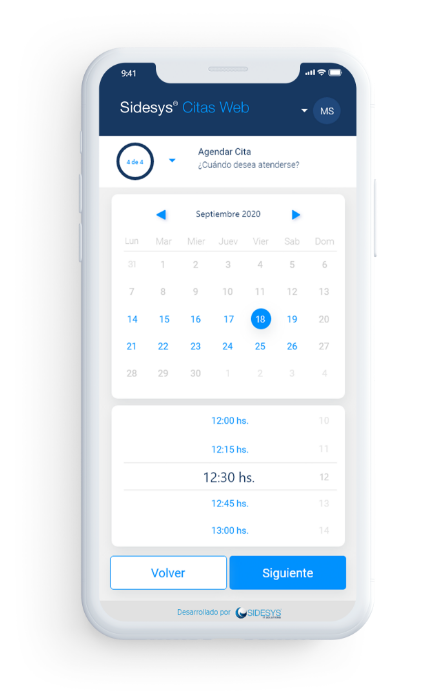 9:41
Sidesys® Citas Web
MS
4 de 4
Agendar Cita
¿Cuándo desea atenderse?
Septiembre 2020
Lun Mar Mier Juev Vier Sab Dom
31 1 2 3 4 5 6
7 8 9 10 11 12 13
14 15 16 17 18 19 20
21 22 23 24 25 26 27
28 29 30 1 2 3 4
12:00 hs. 10
12:15 hs. 11
12:30 hs. 12
12:45 hs. 13
13:00 hs. 14
Volver Siguiente
Desarrollado por SIDESYS